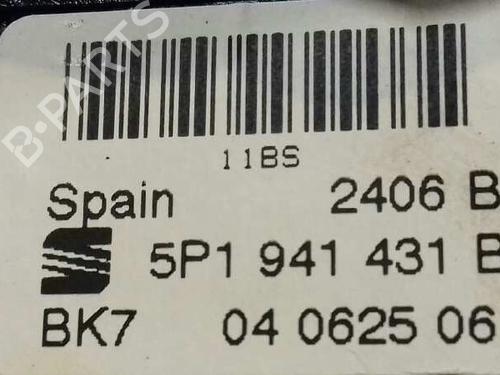 B-PARTS
11BS
Spain 2406 B
5P1 941 431 B
BK7 04 0625 06